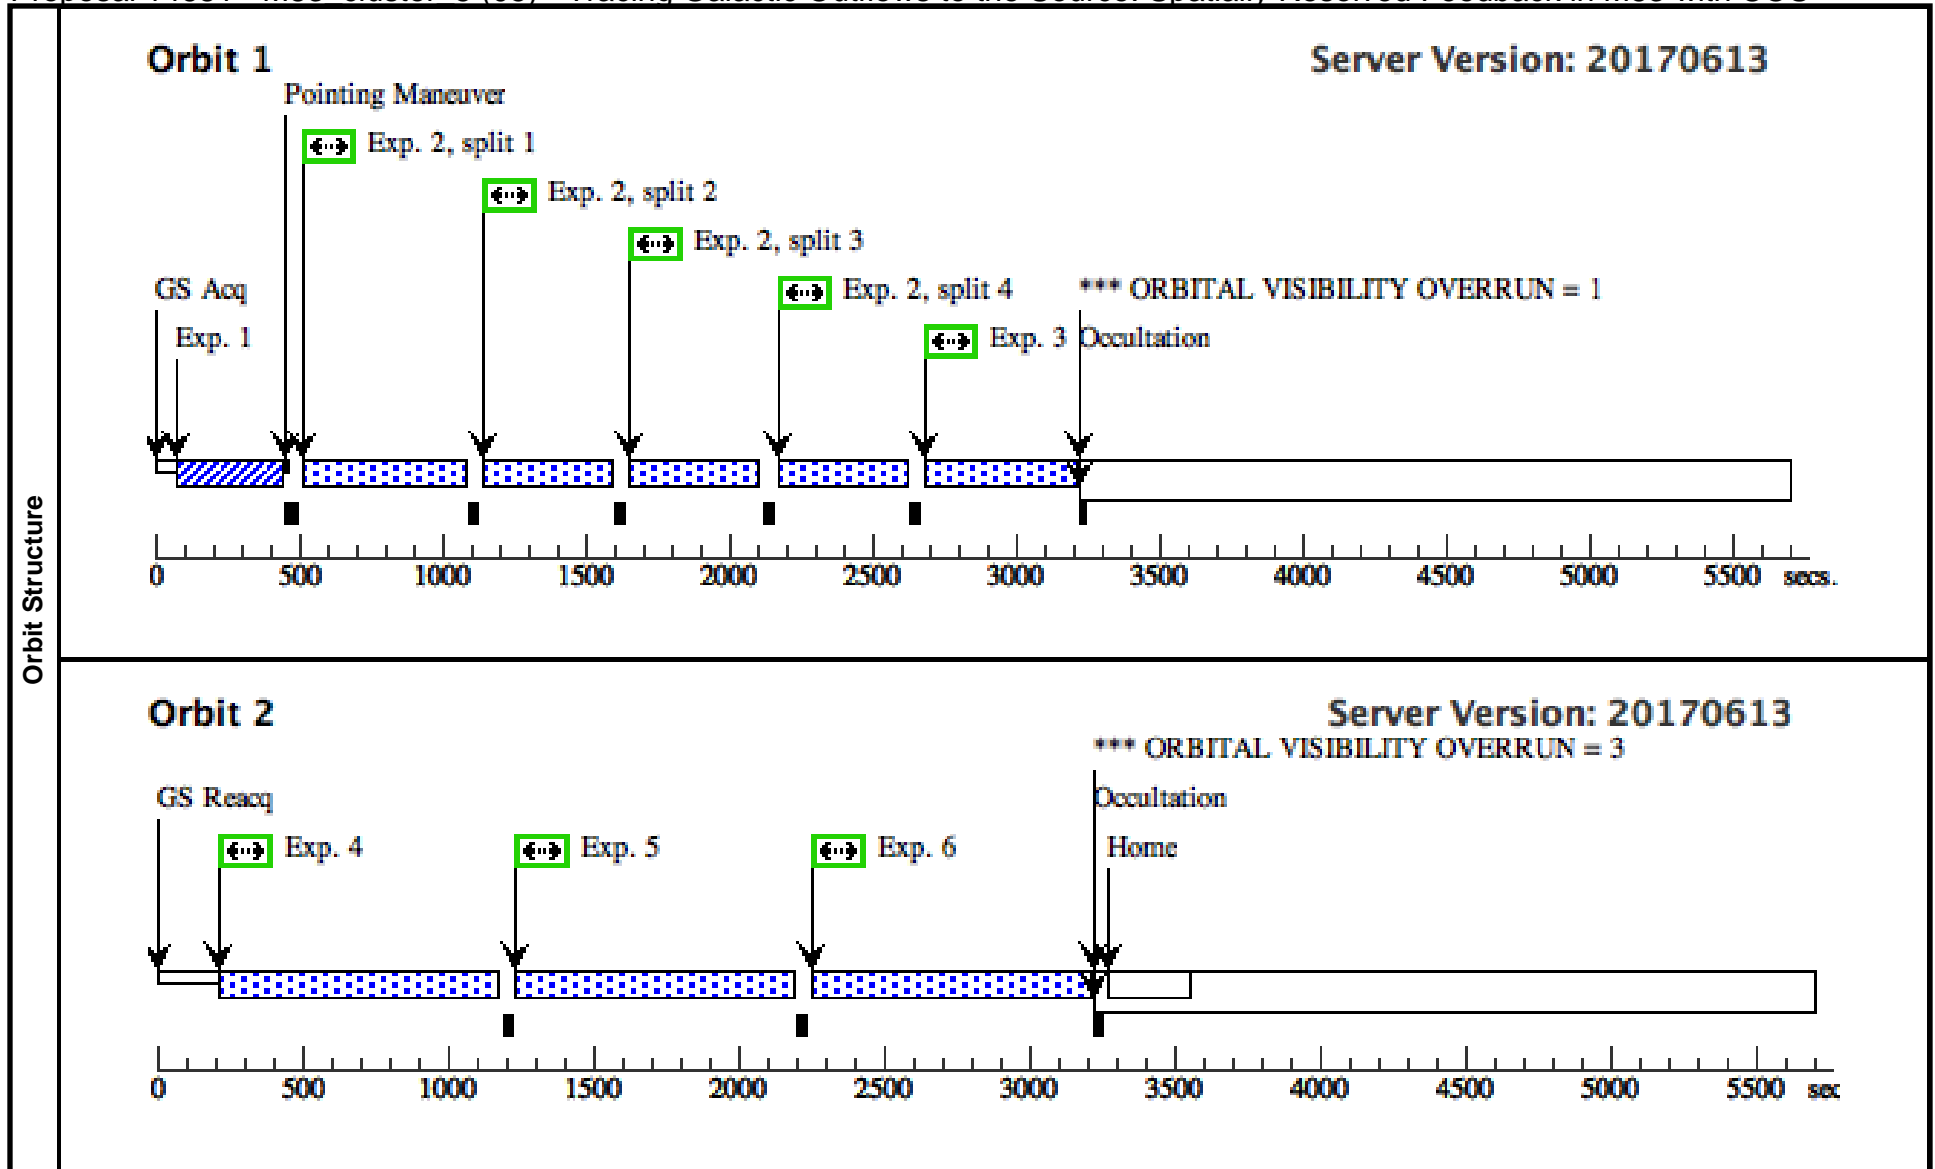 Orbit Structure
Orbit 1
Server Version: 20170613
Pointing Maneuver
Exp. 2, split 1
Exp. 2, split 2
Exp. 2, split 3
GS Acq
Exp. 2, split 4
*** ORBITAL VISIBILITY OVERRUN = 1
Exp. 1
Exp. 3
Occultation
0 500 1000 1500 2000 2500 3000 3500 4000 4500 5000 5500 secs.
Orbit 2
Server Version: 20170613
*** ORBITAL VISIBILITY OVERRUN = 3
GS Reacq
Occultation
Exp. 4
Exp. 5
Exp. 6
Home
0 500 1000 1500 2000 2500 3000 3500 4000 4500 5000 5500 sec